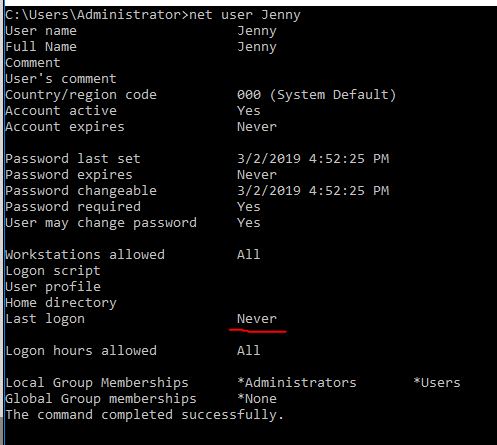 C:\Users\Administrator>net user Jenny
User name                    Jenny
Full Name                    Jenny
Comment
User's comment
Country/region code          000 (System Default)
Account active               Yes
Account expires              Never

Password last set            3/2/2019 4:52:25 PM
Password expires             Never
Password changeable          3/2/2019 4:52:25 PM
Password required            Yes
User may change password     Yes

Workstations allowed         All
Logon script
User profile
Home directory
Last logon                   Never

Logon hours allowed          All

Local Group Memberships      *Administrators       *Users
Global Group memberships     *None
The command completed successfully.